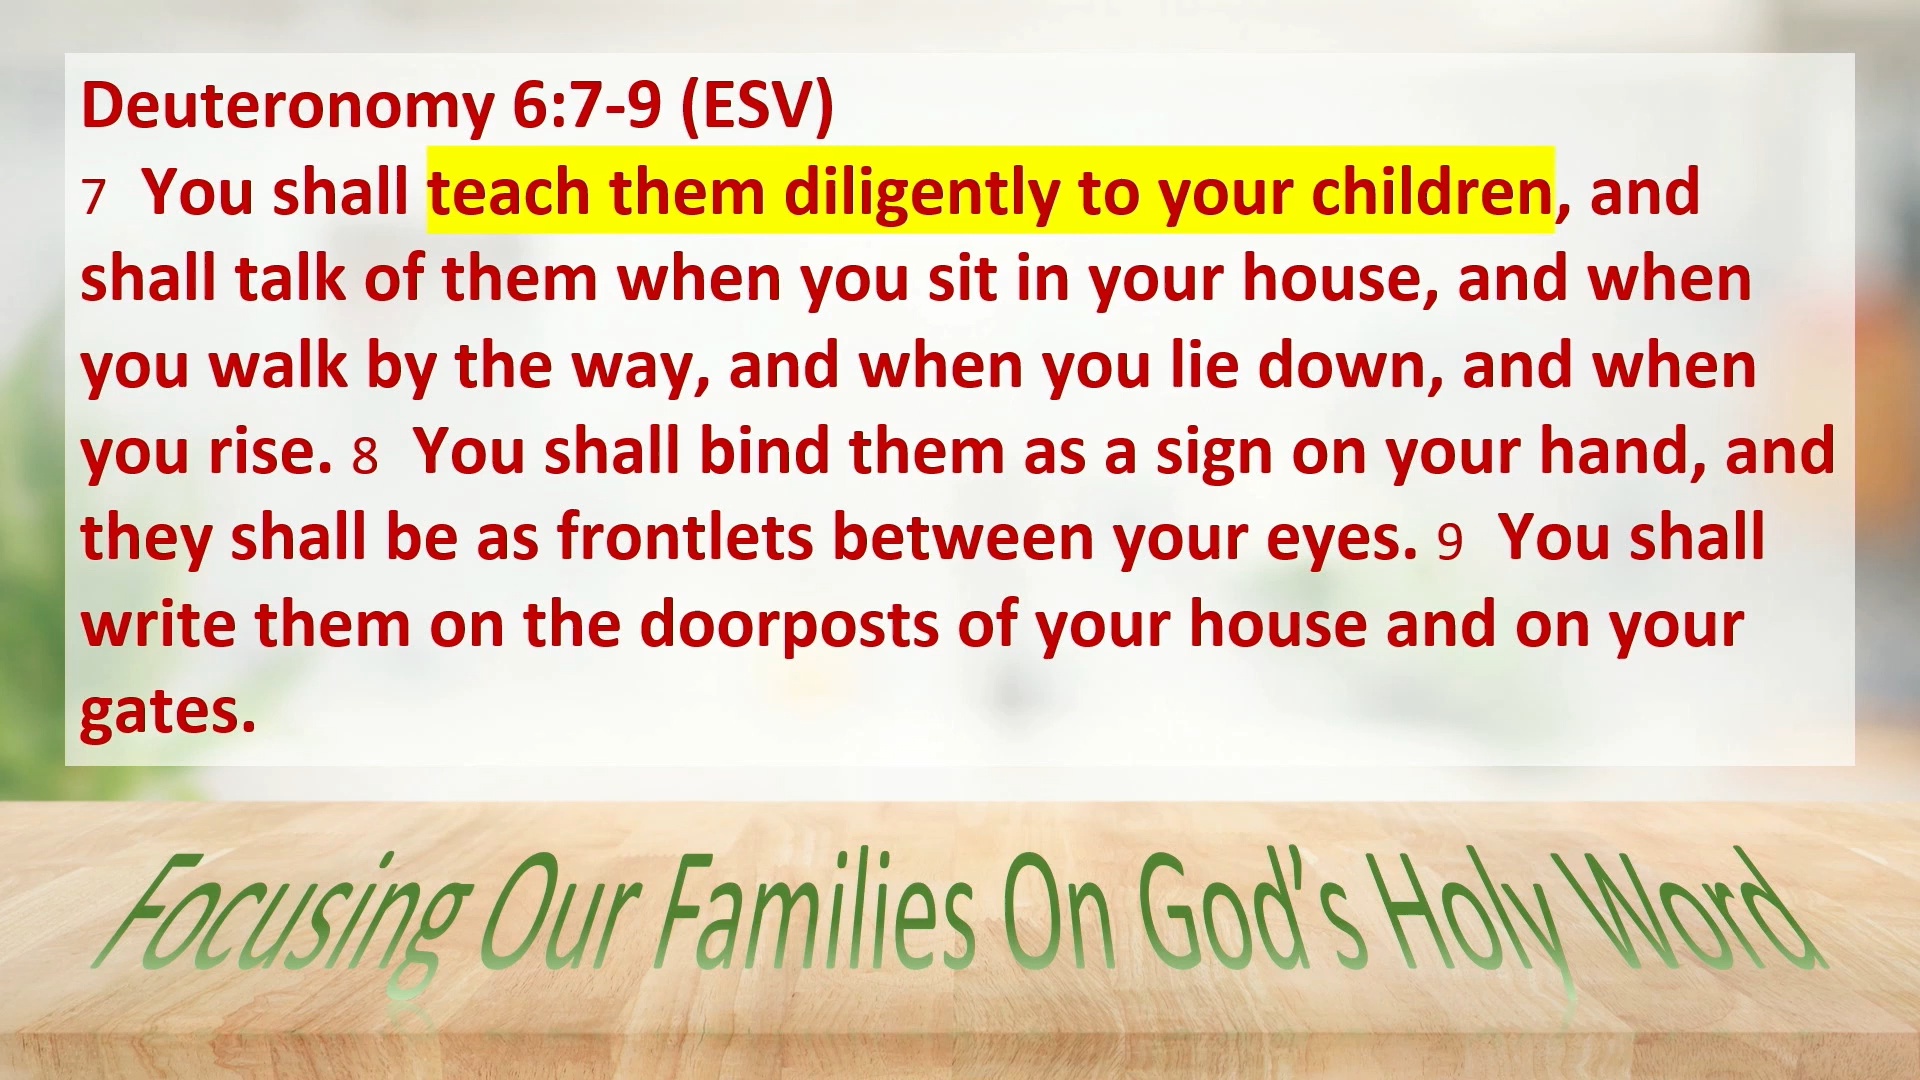 Deuteronomy 6:7-9 (ESV)
7 You shall teach them diligently to your children, and
shall talk of them when you sit in your house, and when
you walk by the way, and when you lie down, and when
you rise. 8 You shall bind them as a sign on your hand, and
they shall be as frontlets between your eyes. 9 You shall
write them on the doorposts of your house and on your
gates.
Focusing Our Families On God's Holy Word